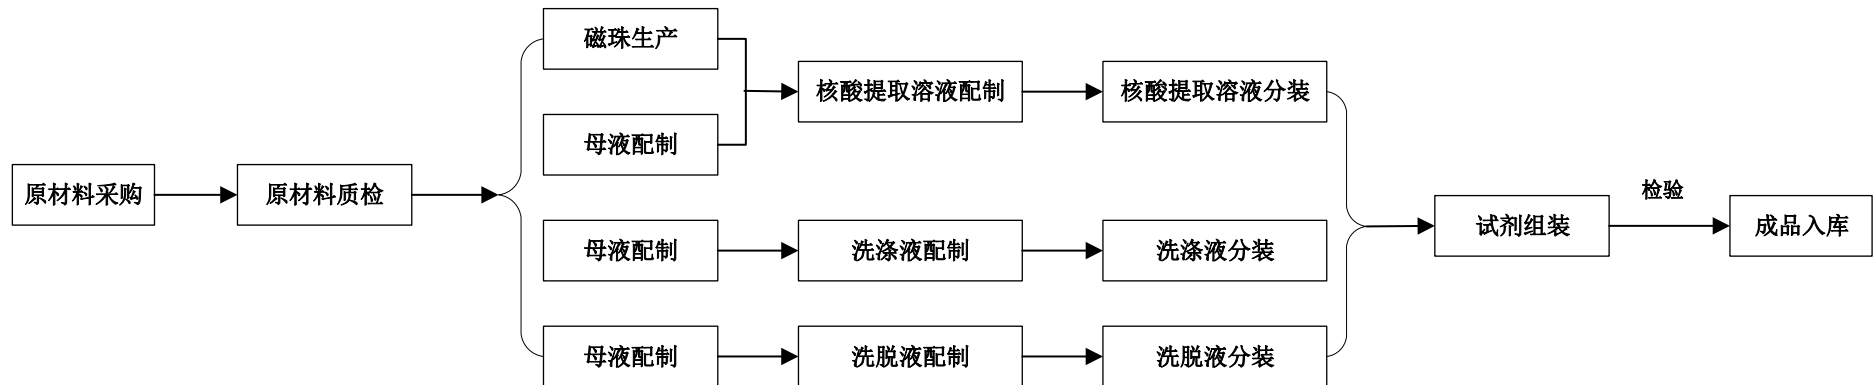 原材料采购
原材料质检
磁珠生产
母液配制
核酸提取溶液配制
核酸提取溶液分装
母液配制
洗涤液配制
洗涤液分装
母液配制
洗脱液配制
洗脱液分装
试剂组装
检验
成品入库